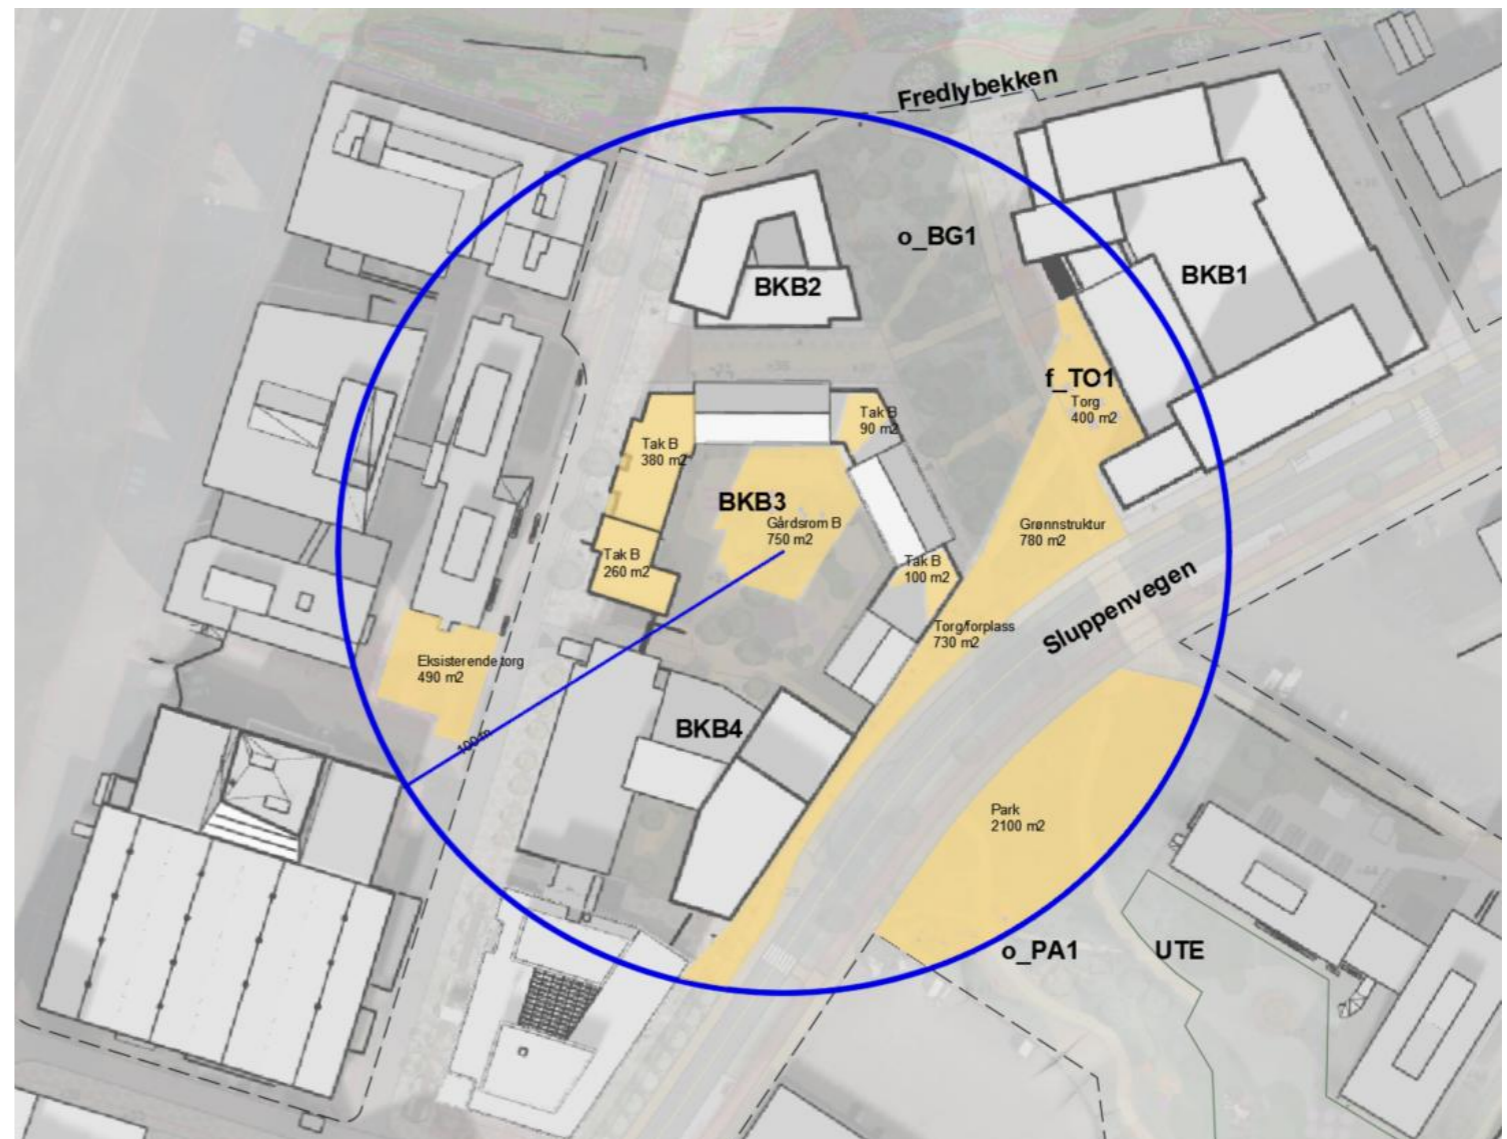 Fredlybekken
o_BG1
BKB1
BKB2
f_TO1
Torg
400 m2
Tak B
90 m2
Tak B
380 m2
BKB3
Gårdsrom B
750 m2
Grønnstruktur
780 m2
Tak B
260 m2
Tak B
100 m2
Sluppenvegen
Torg/forplass
730 m2
Eksisterende torg
490 m2
BKB4
100 m
Park
2100 m2
o_PA1
UTE